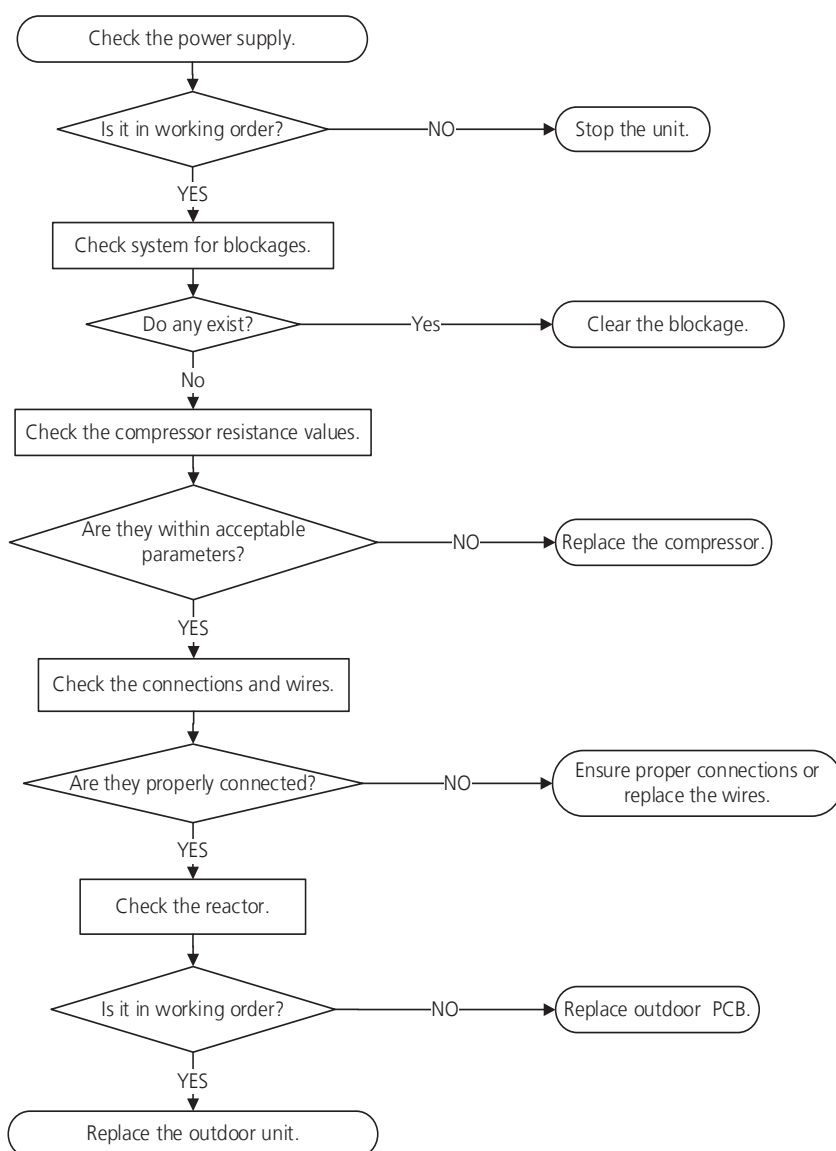 Check the power supply.
Is it in working order?
NO
Stop the unit.
YES
Check system for blockages.
Do any exist?
Yes
Clear the blockage.
No
Check the compressor resistance values.
Are they within acceptable
parameters?
NO
Replace the compressor.
YES
Check the connections and wires.
Are they properly connected?
NO
Ensure proper connections or
replace the wires.
YES
Check the reactor.
Is it in working order?
NO
Replace outdoor PCB.
YES
Replace the outdoor unit.